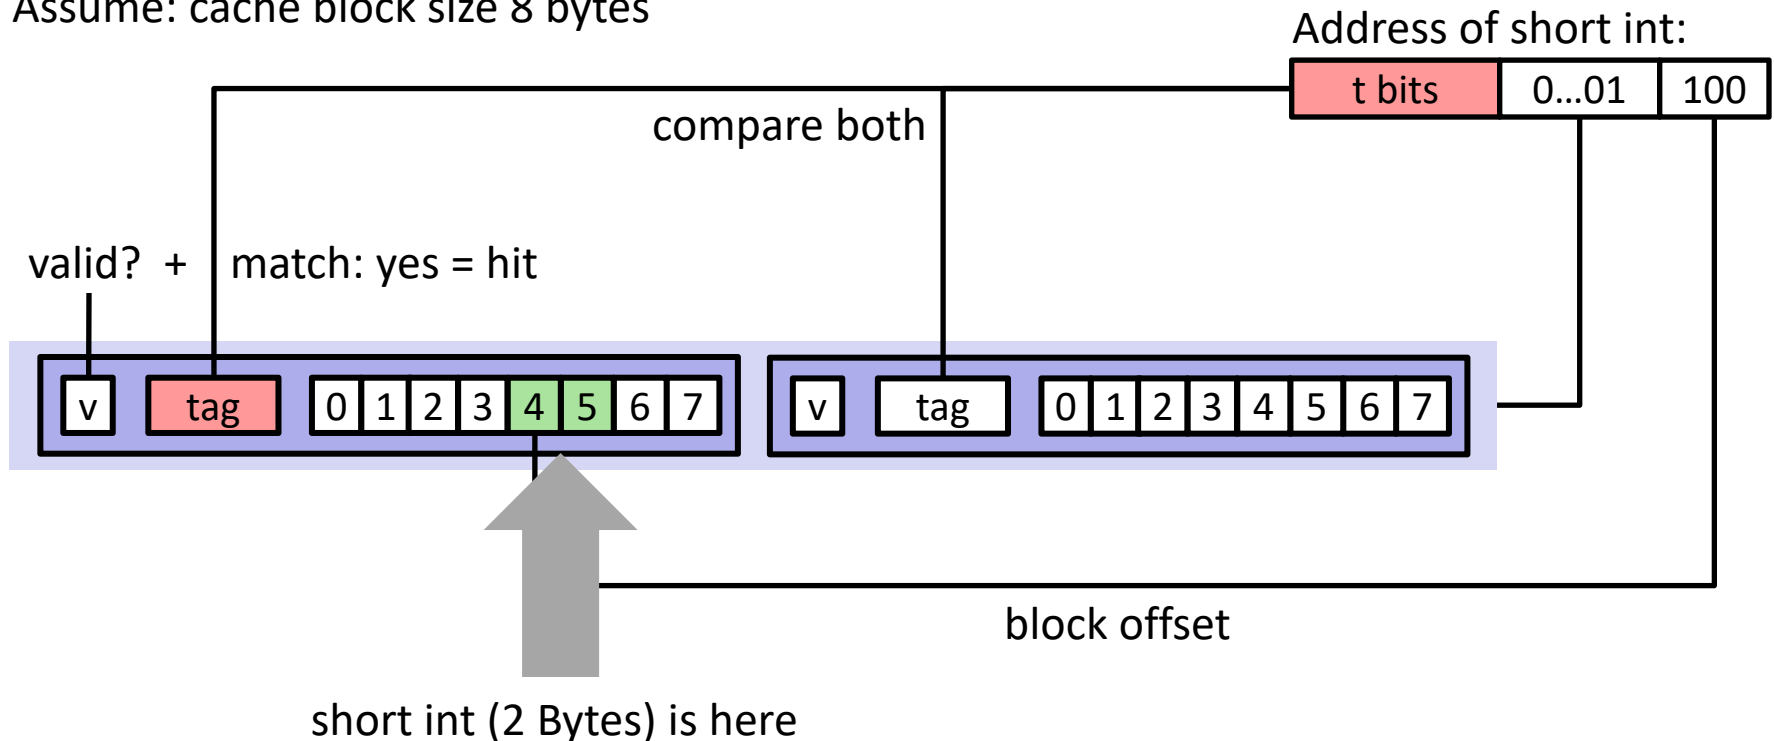 Assume: cache block size 8 bytes
Address of short int:
t bits 0...01 100
compare both
valid? + match: yes = hit
v tag 0 1 2 3 4 5 6 7 v tag 0 1 2 3 4 5 6 7
block offset
short int (2 Bytes) is here